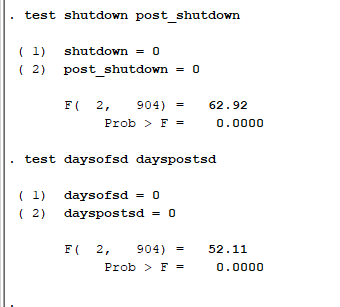 . test shutdown post_shutdown
( 1) shutdown = 0
( 2) post_shutdown = 0
F( 2, 904) = 62.92
Prob > F = 0.0000
. test daysofsd dayspostsd
( 1) daysofsd = 0
( 2) dayspostsd = 0
F( 2, 904) = 52.11
Prob > F = 0.0000
.